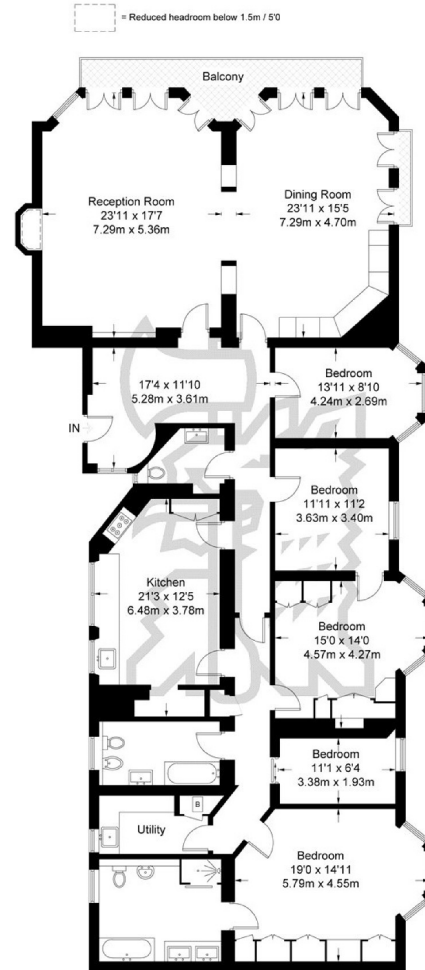 = Reduced headroom below 1.5m / 5'0
Balcony
Reception Room
23'11 x 17'7
7.29m x 5.36m
Dining Room
23'11 x 15'5
7.29m x 4.70m
17'4 x 11'10
5.28m x 3.61m
Bedroom
13'11 x 8'10
4.24m x 2.69m
IN
Bedroom
11'11 x 11'2
3.63m x 3.40m
Kitchen
21'3 x 12'5
6.48m x 3.78m
Bedroom
15'0 x 14'0
4.57m x 4.27m
Bedroom
11'1 x 6'4
3.38m x 1.93m
B
Utility
Bedroom
19'0 x 14'11
5.79m x 4.55m